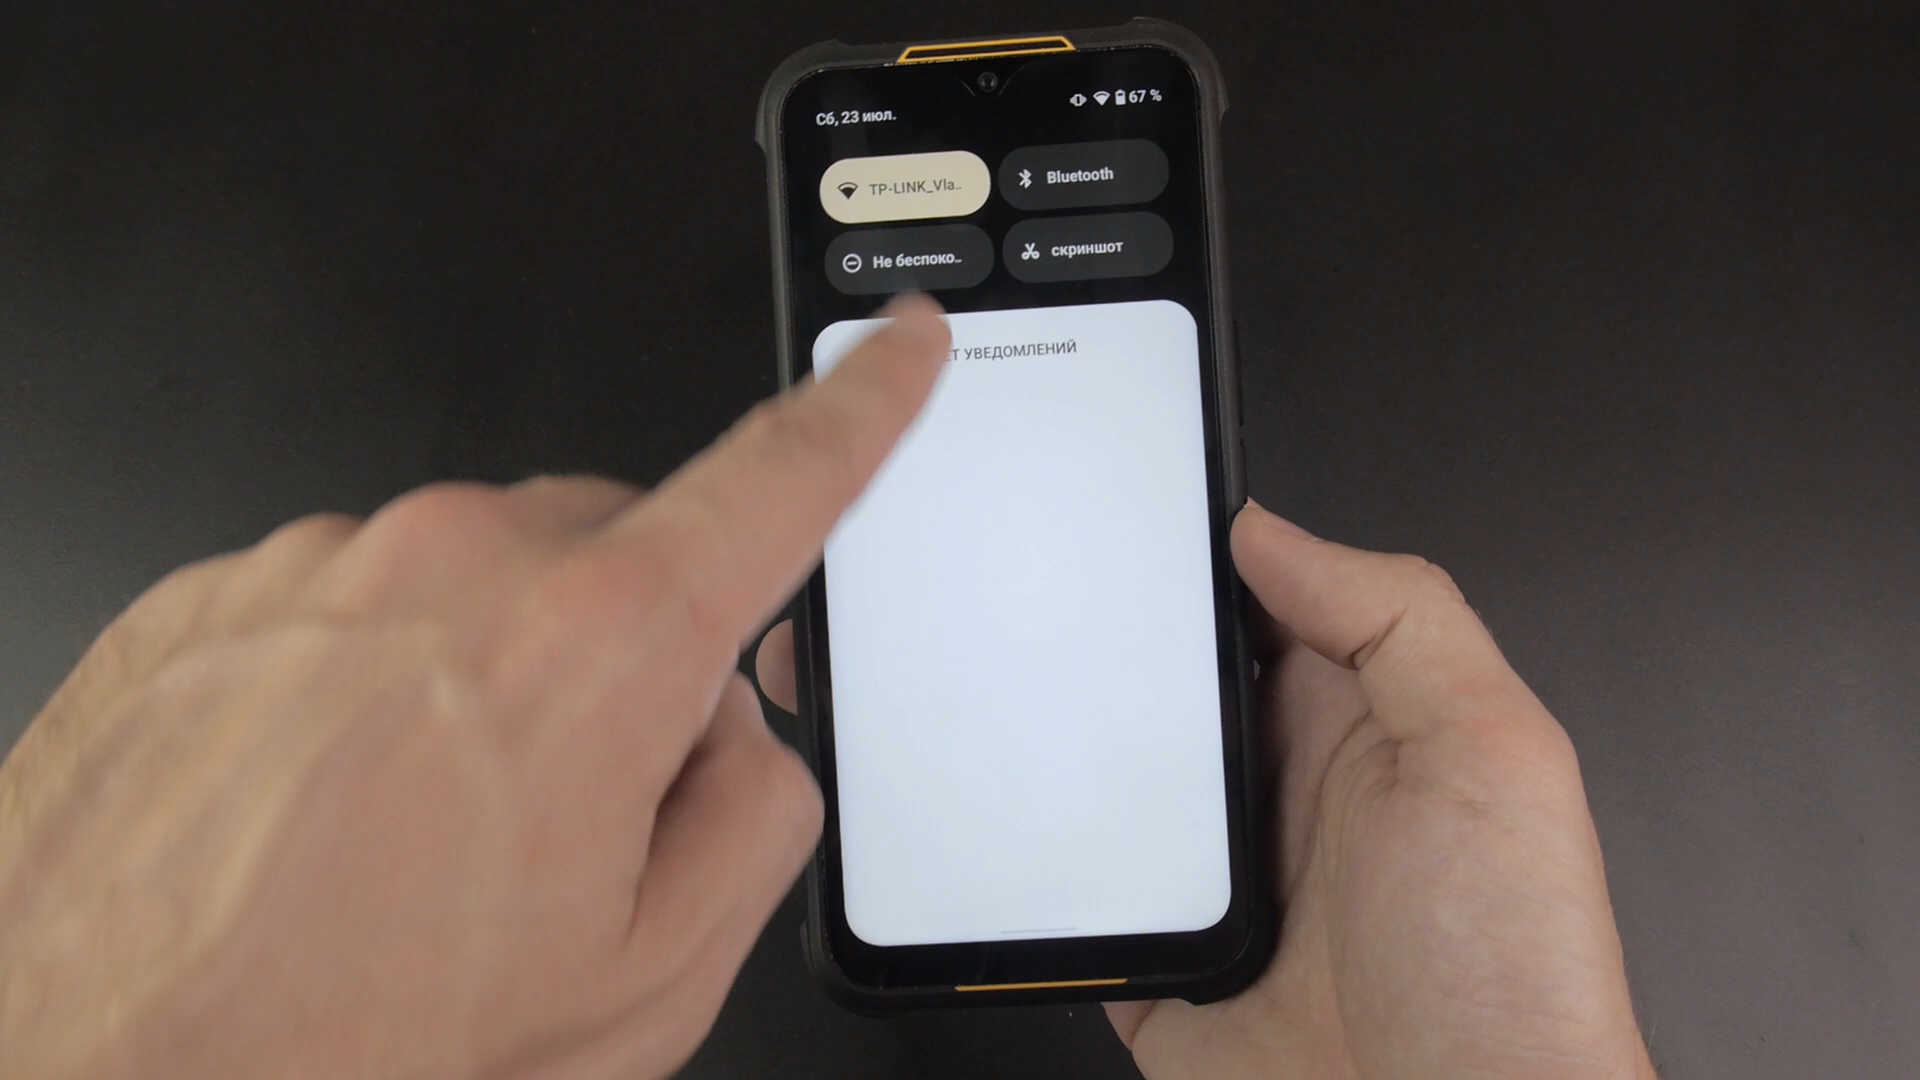 Сб, 23 июл.
67 %
TP-LINK_Vla..
Bluetooth
Не беспоко..
скриншот
ЕТ УВЕДОМЛЕНИЙ